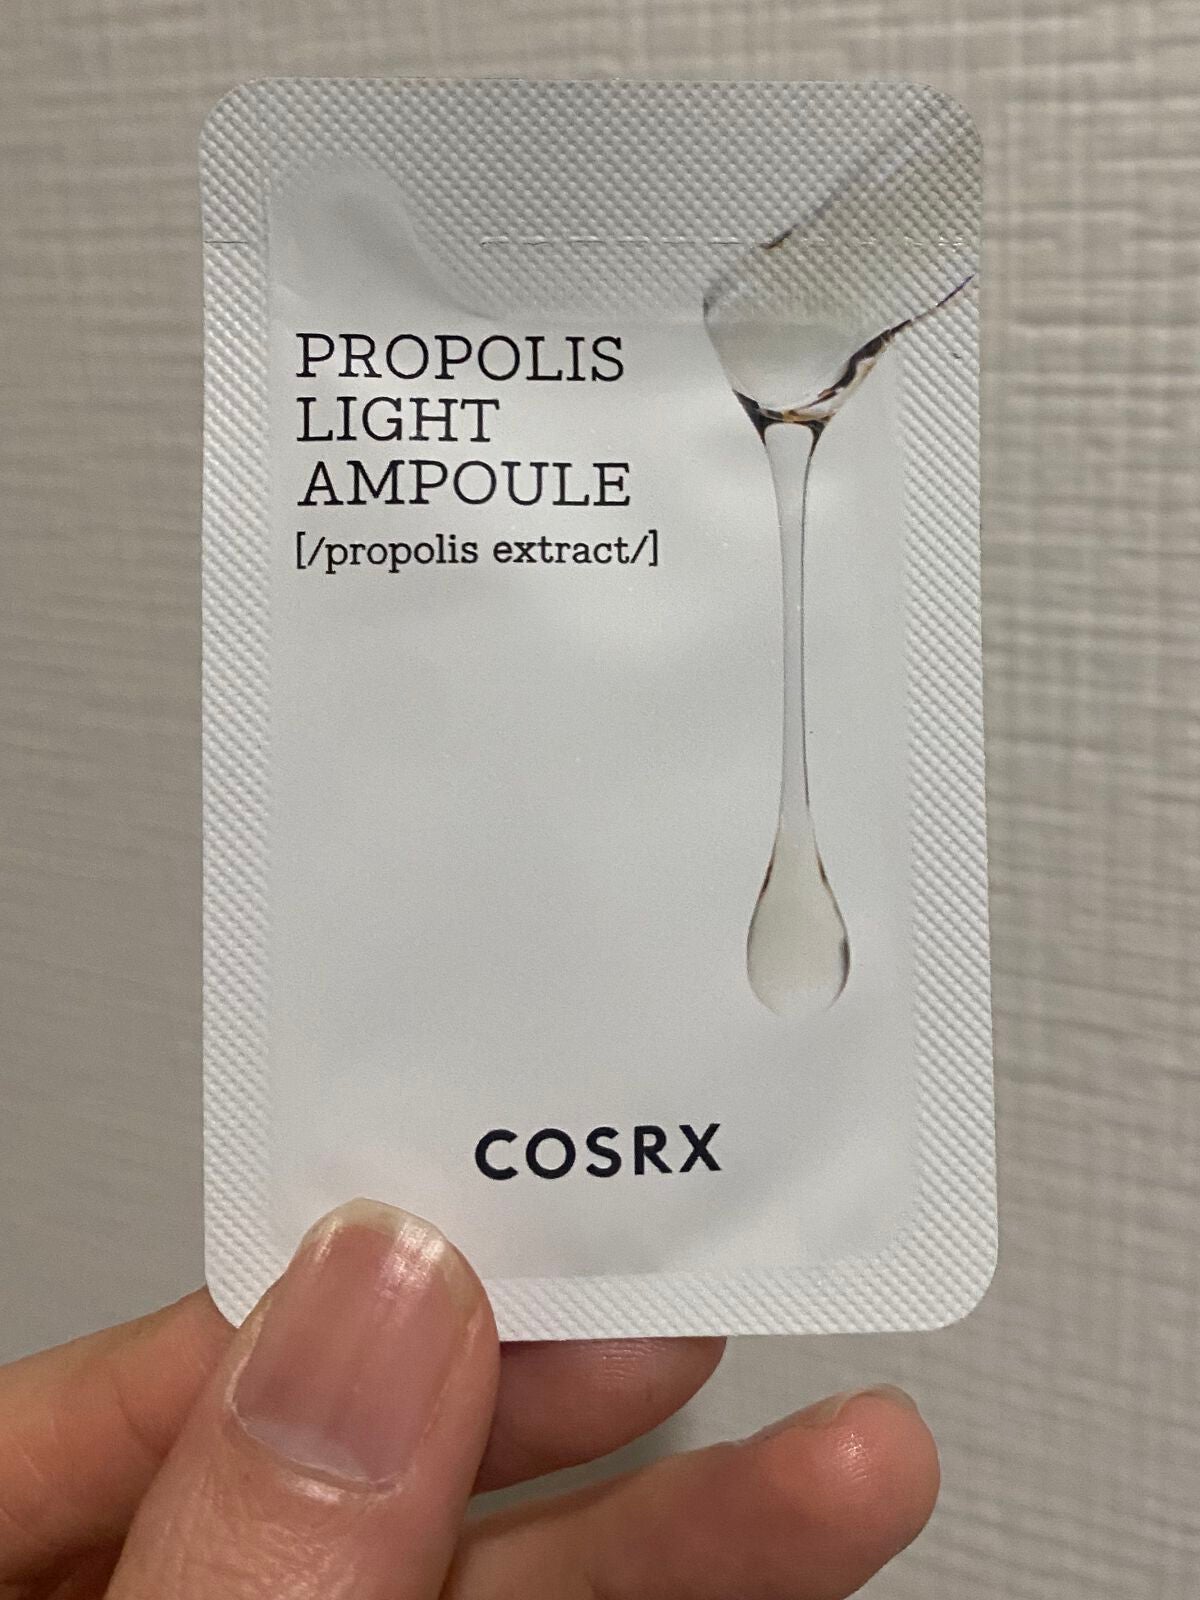 PROPOLIS
LIGHT
AMPOULE
[/propolis extract/]
COSRX